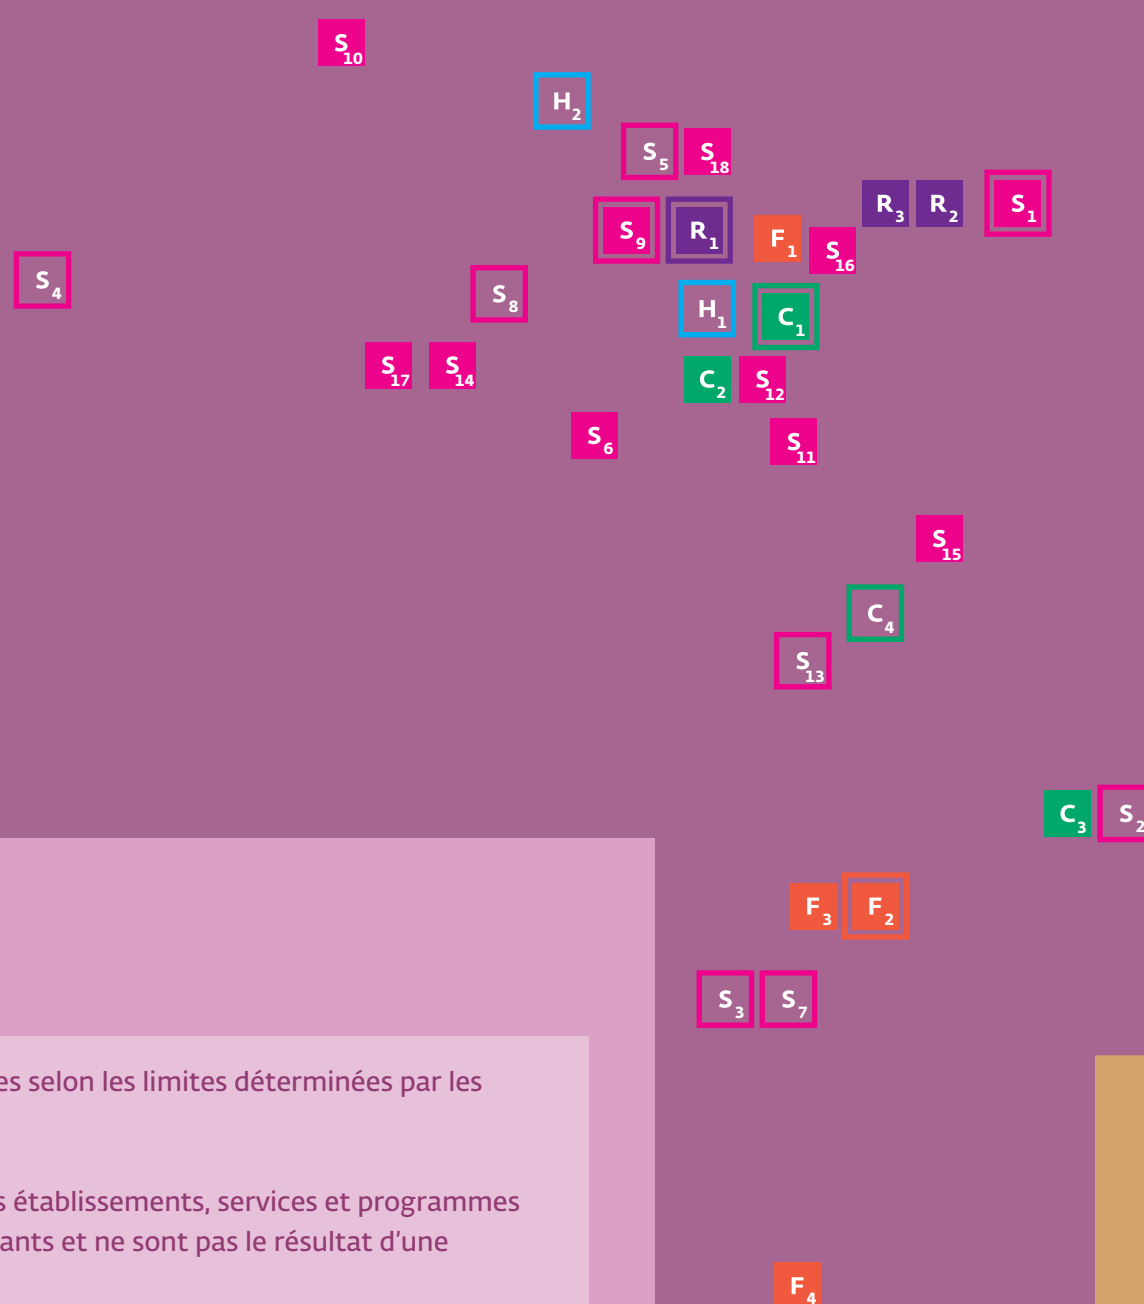 S10
H2
S5 S18
R3 R2 S1
S9 R1 F1 S16
S4
S8
H1 C1
S17 S14
C2 S12
S6
S11
S15
C4
S13
C3 S2
F3 F2
S3 S7
es selon les limites déterminées par les
s établissements, services et programmes
ants et ne sont pas le résultat d'une
F4